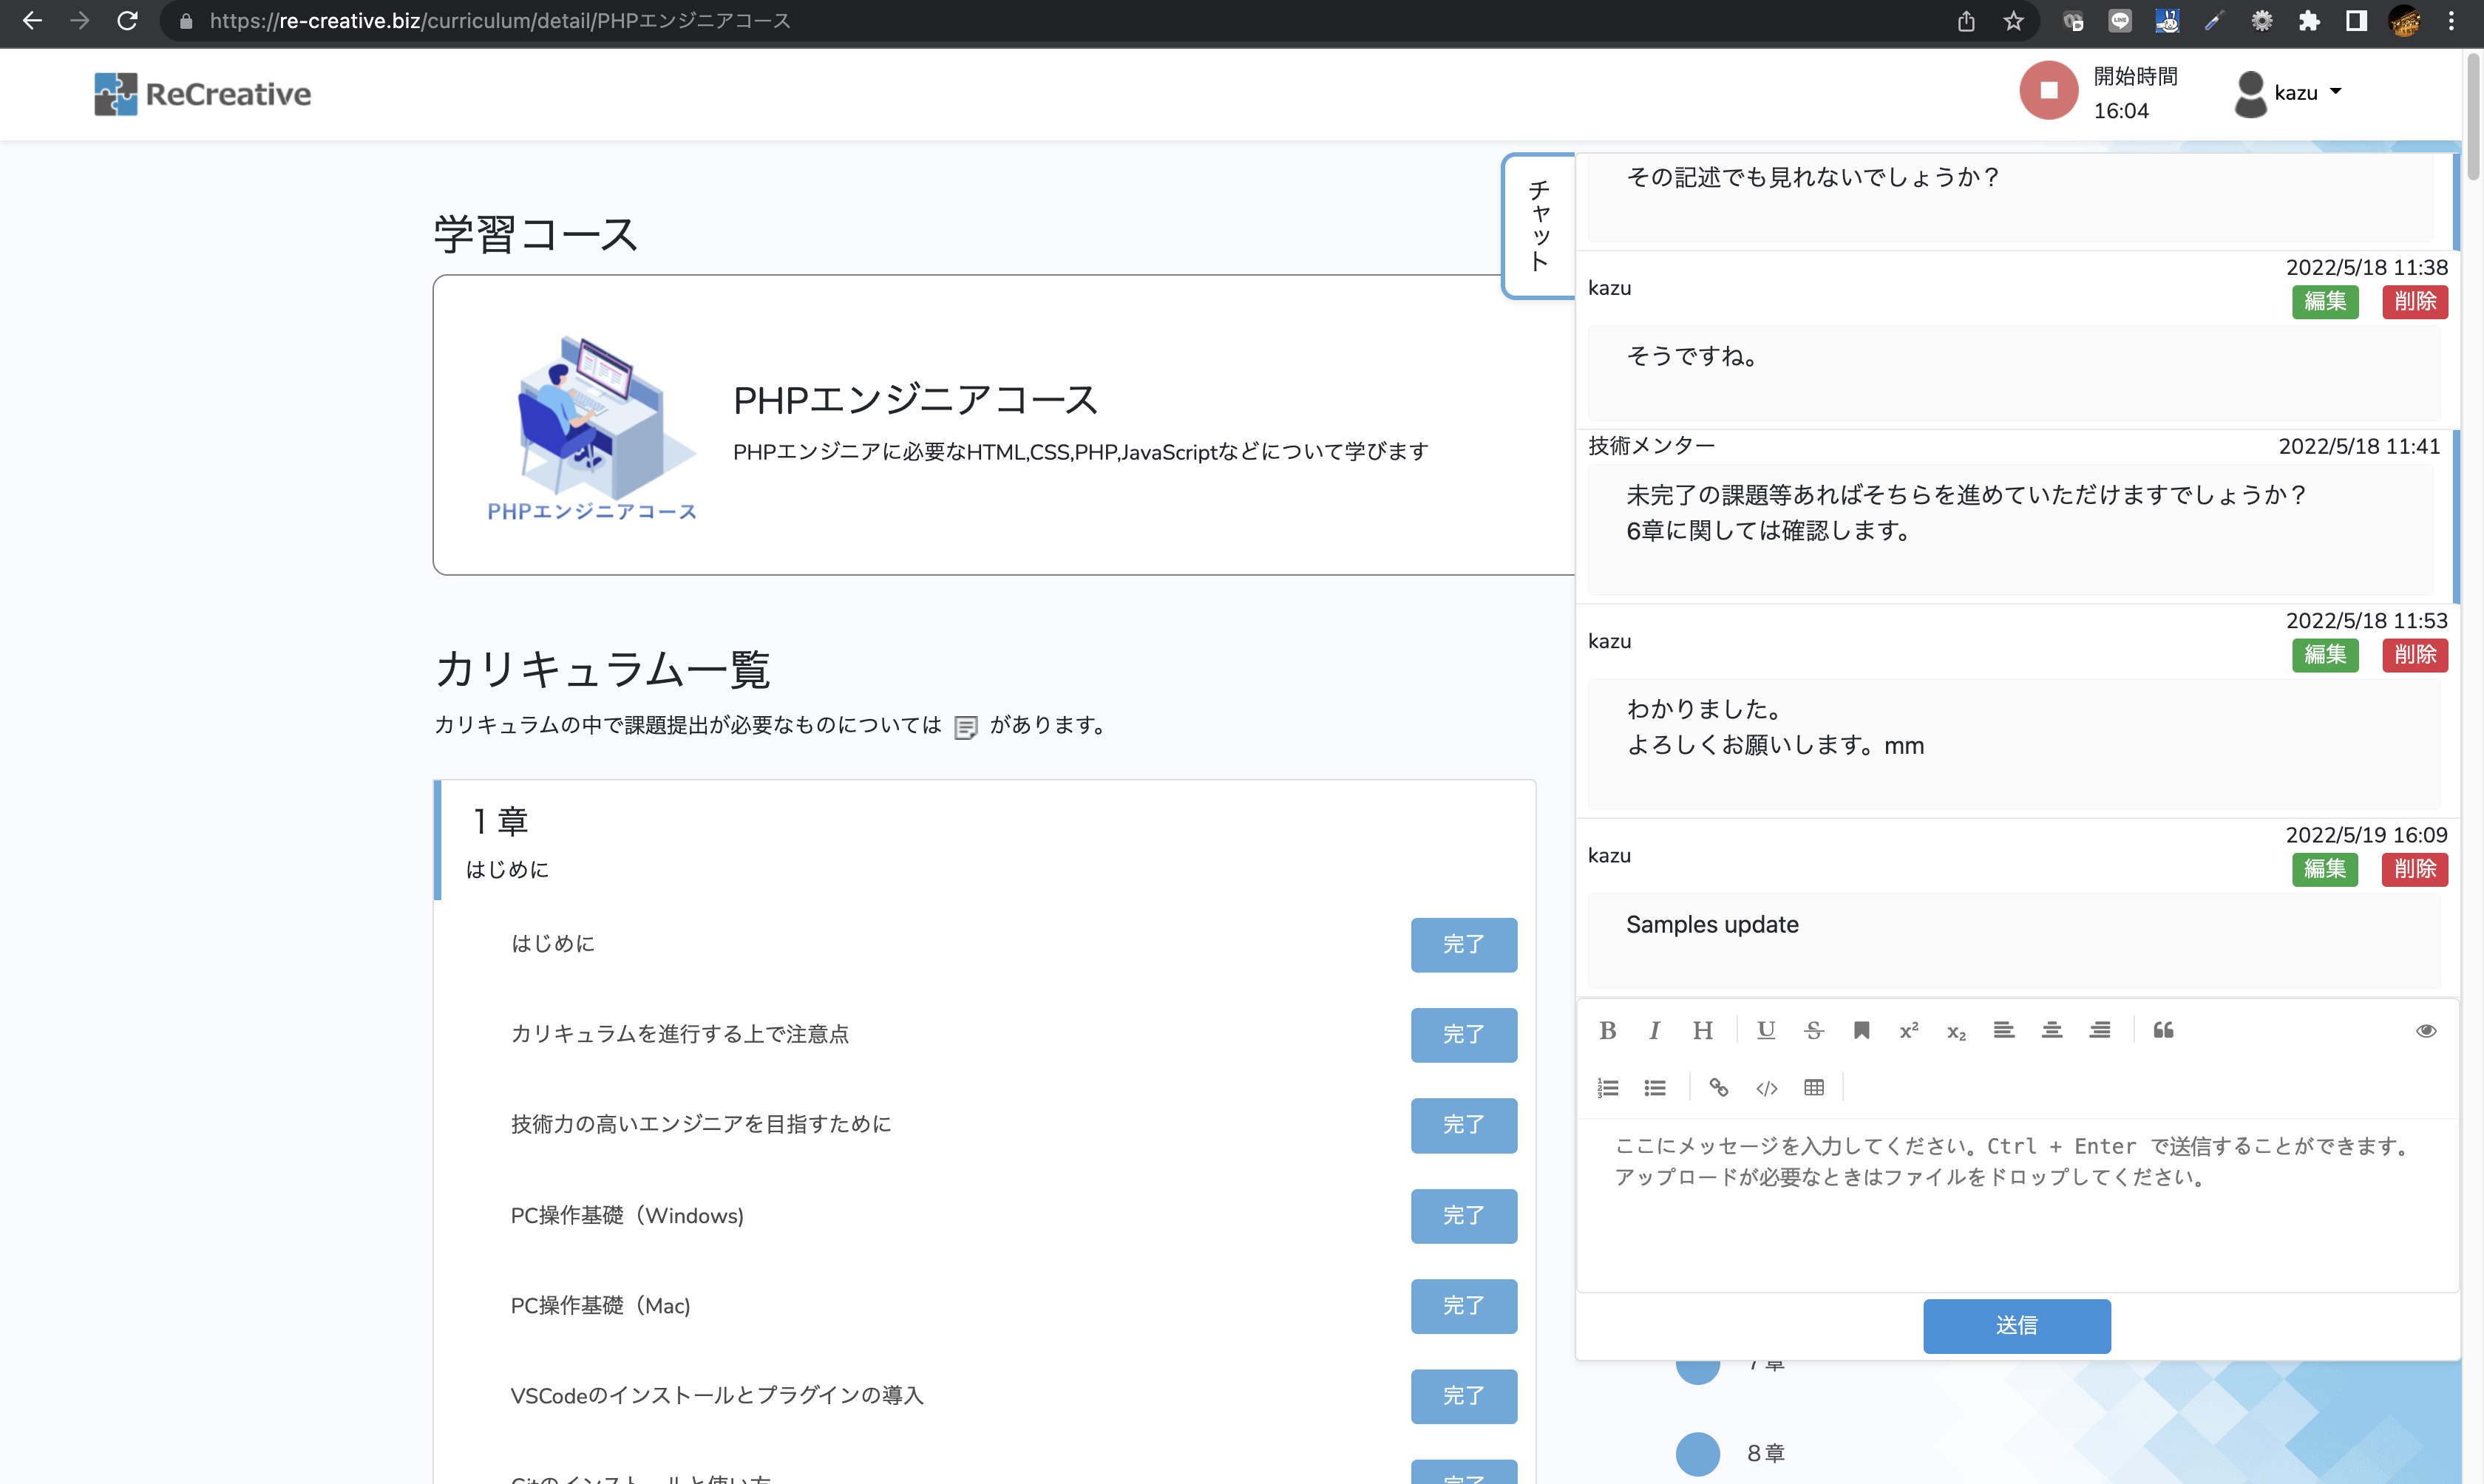 https://re-creative.biz/curriculum/detail/PHPエンジニアコース
ReCreative
開始時間
16:04
kazu
学習コース
PHPエンジニアコース
PHPエンジニアに必要なHTML,CSS,PHP,JavaScriptなどについて学びます
PHPエンジニアコース
カリキュラム一覧
カリキュラムの中で課題提出が必要なものについては があります。
1 章
はじめに
はじめに
完了
カリキュラムを進行する上で注意点
完了
技術力の高いエンジニアを目指すために
完了
PC操作基礎（Windows)
完了
PC操作基礎（Mac)
完了
VSCodeのインストールとプラグインの導入
完了
Gitのインストールと使い方
完了
チャット
その記述でも見れないでしょうか？
2022/5/18 11:38
kazu
編集 削除
そうですね。
技術メンター 2022/5/18 11:41
未完了の課題等あればそちらを進めていただけますでしょうか？
6章に関しては確認します。
2022/5/18 11:53
kazu
編集 削除
わかりました。
よろしくお願いします。mm
2022/5/19 16:09
kazu
編集 削除
Samples update
ここにメッセージを入力してください。Ctrl + Enter で送信することができます。
アップロードが必要なときはファイルをドロップしてください。
送信
7 章
8 章